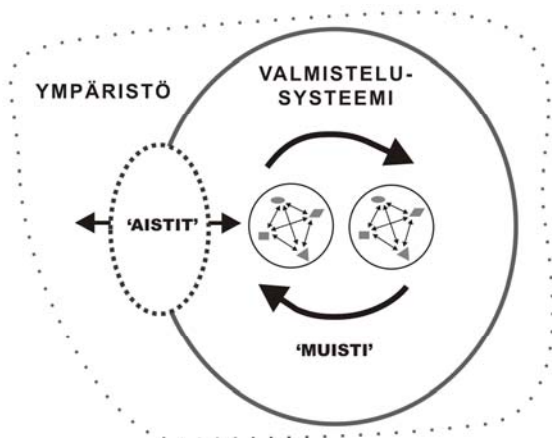 YMPÄRISTÖ
VALMISTELU-
SYSTEEMI
'AISTIT'
'MUISTI'